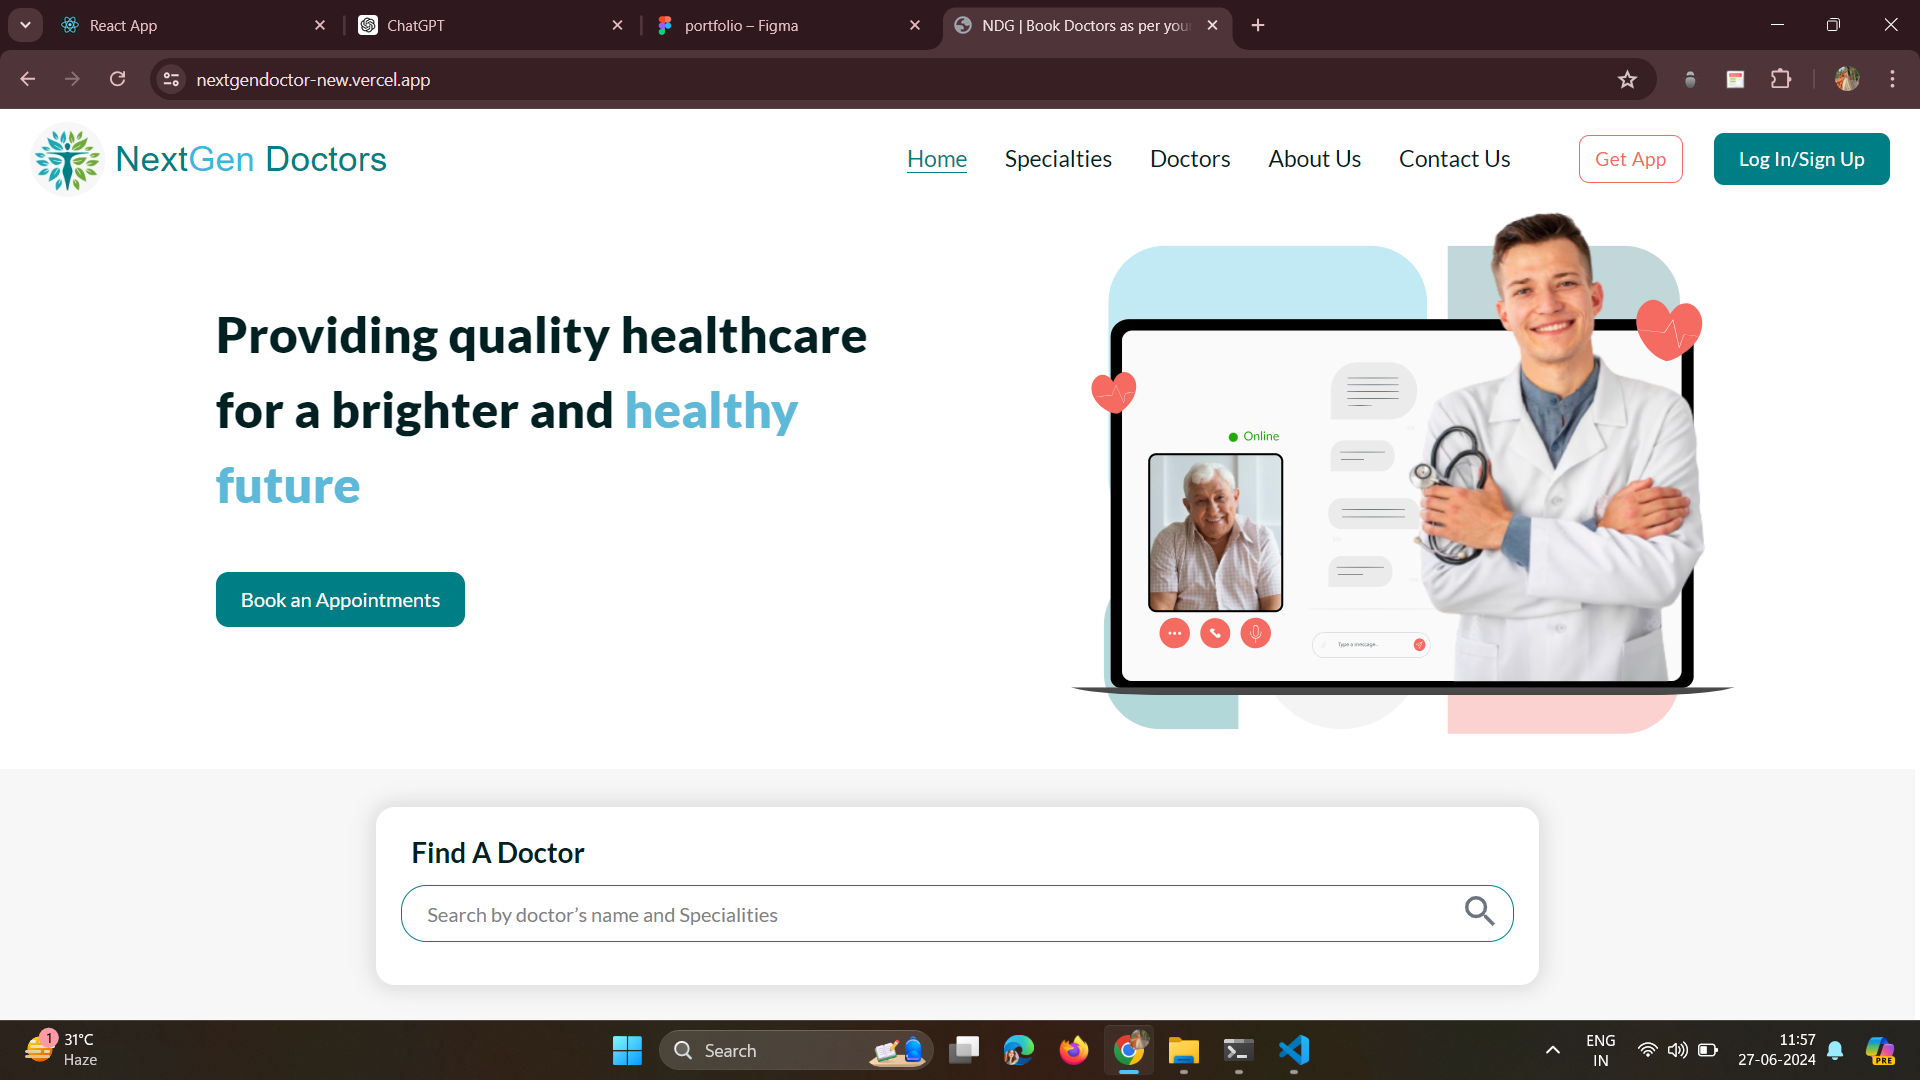 React App
ChatGPT
portfolio – Figma
NDG | Book Doctors as per you
nextgendoctor-new.vercel.app
NextGen Doctors
Home
Specialties
Doctors
About Us
Contact Us
Get App
Log In/Sign Up
Providing quality healthcare
for a brighter and healthy
future
Book an Appointments
Online
Type a message..
Find A Doctor
Search by doctor’s name and Specialities
1
31°C
Haze
Search
ENG
IN
11:57
27-06-2024
PRE